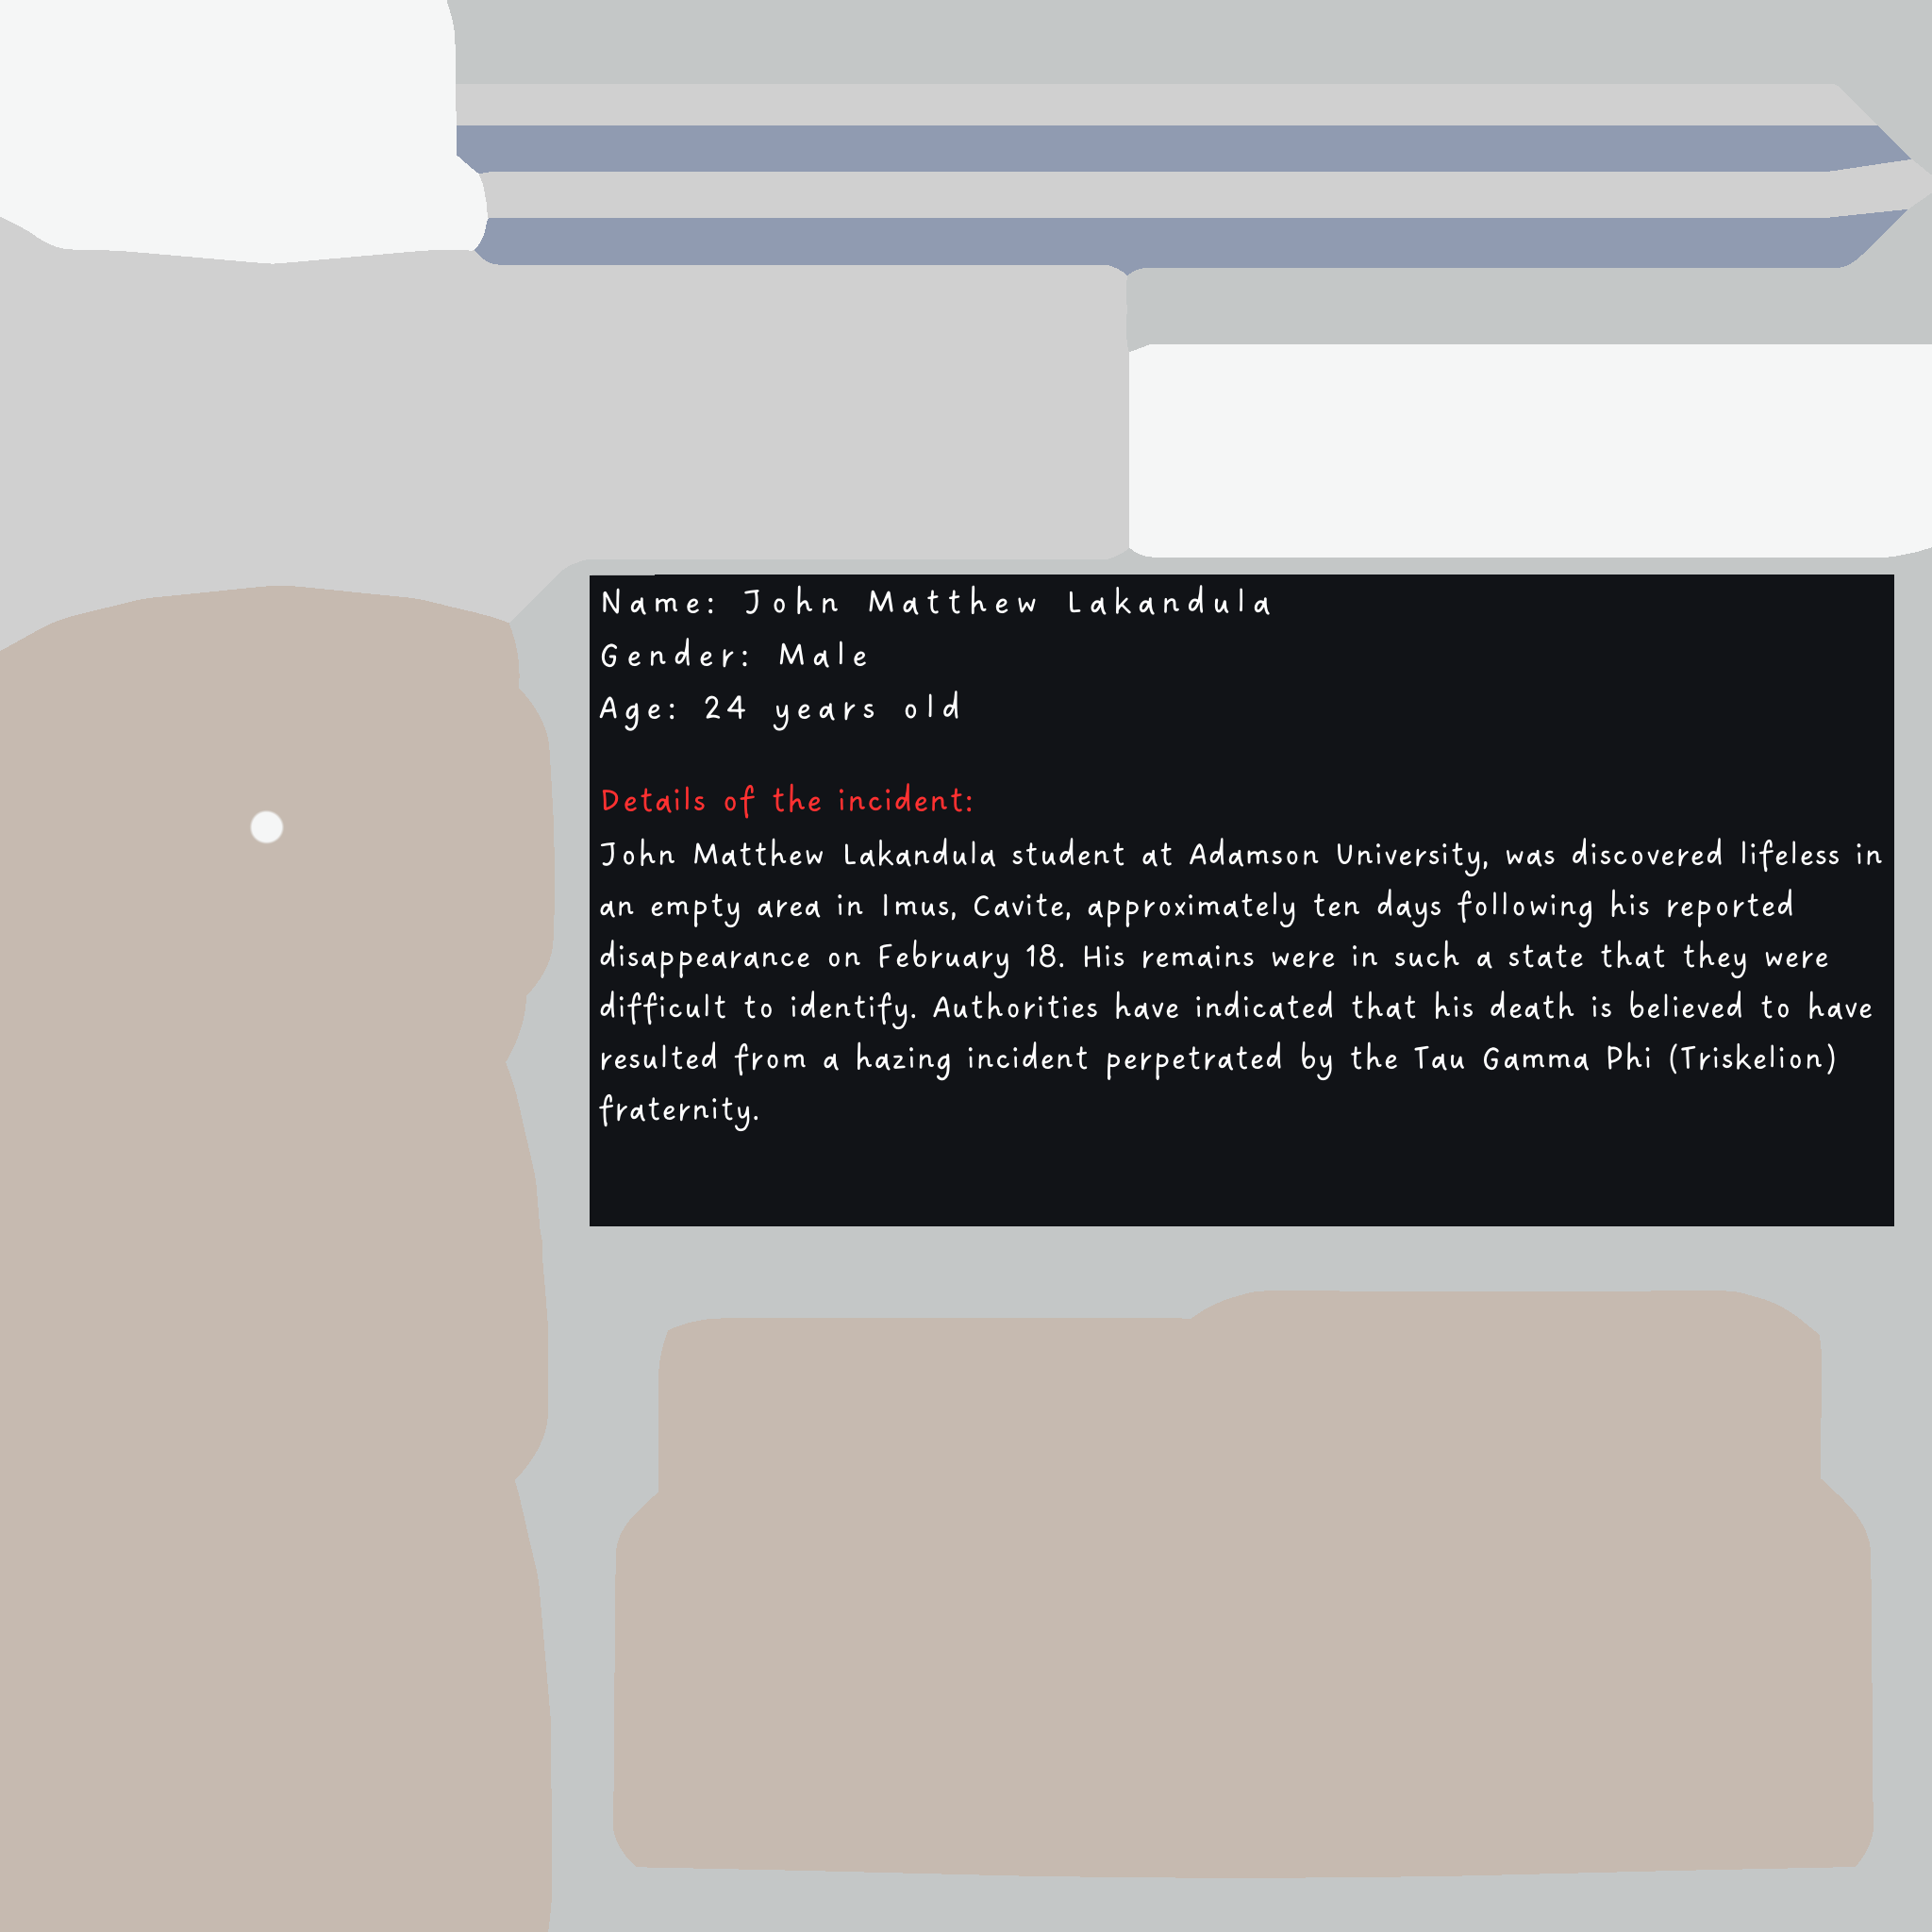 Name: John Matthew Lakandula
Gender: Male
Age: 24 years old
Details of the incident:
John Matthew Lakandula student at Adamson University, was discovered lifeless in
an empty area in Imus, Cavite, approximately ten days following his reported
disappearance on February 18. His remains were in such a state that they were
difficult to identify. Authorities have indicated that his death is believed to have
resulted from a hazing incident perpetrated by the Tau Gamma Phi (Triskelion)
fraternity.